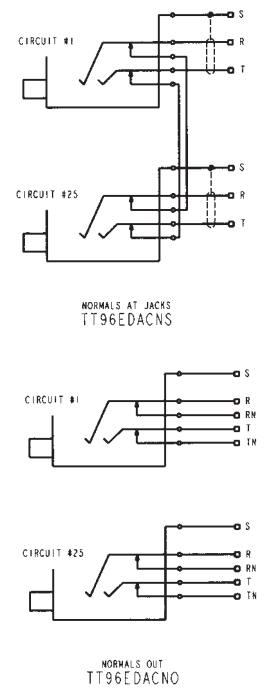 S
CIRCUIT #1
R
T
S
CIRCUIT #25
R
T
NORMALS AT JACKS
TT96EDACNS
S
CIRCUIT #1
R
RN
T
TN
S
CIRCUIT #25
R
RN
T
TN
NORMALS OUT
TT96EDACNO